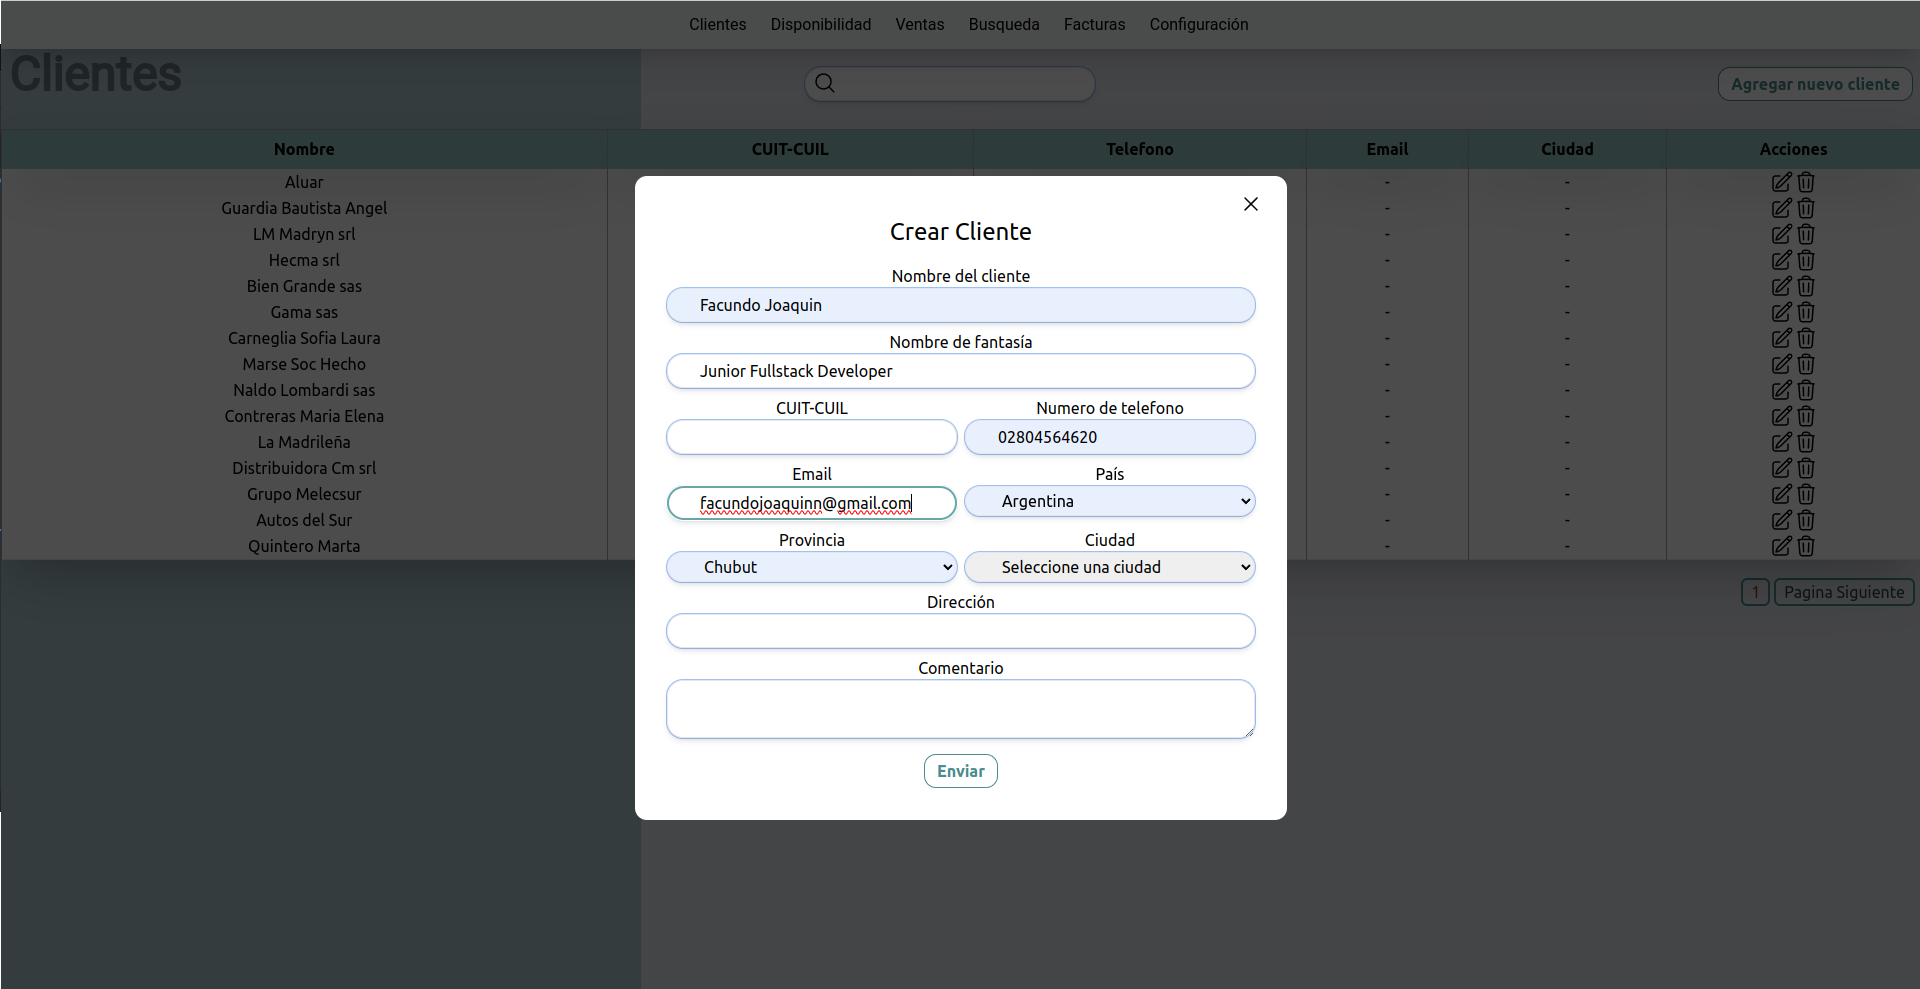 Clientes Disponibilidad Ventas Busqueda Facturas Configuración
Clientes
Agregar nuevo cliente
Nombre CUIT-CUIL Telefono Email Ciudad Acciones
Aluar - -
Guardia Bautista Angel - -
LM Madryn srl - -
Hecma srl - -
Bien Grande sas - -
Gama sas - -
Carneglia Sofia Laura - -
Marse Soc Hecho - -
Naldo Lombardi sas - -
Contreras Maria Elena - -
La Madrileña - -
Distribuidora Cm srl - -
Grupo Melecsur - -
Autos del Sur - -
Quintero Marta - -
1 Pagina Siguiente
Crear Cliente
Nombre del cliente
Facundo Joaquin
Nombre de fantasía
Junior Fullstack Developer
CUIT-CUIL Numero de telefono
02804564620
Email País
facundojoaquinn@gmail.com Argentina
Provincia Ciudad
Chubut Seleccione una ciudad
Dirección
Comentario
Enviar